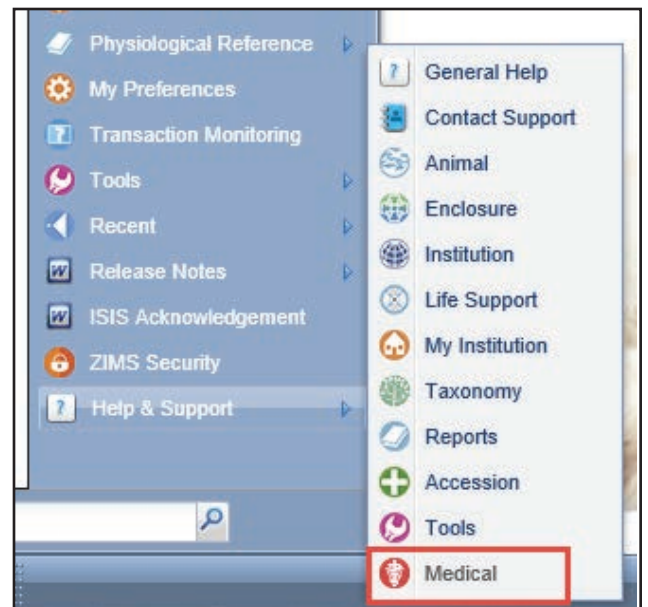 Physiological Reference
My Preferences
Transaction Monitoring
Tools
Recent
Release Notes
ISIS Acknowledgement
ZIMS Security
Help & Support
General Help
Contact Support
Animal
Enclosure
Institution
Life Support
My Institution
Taxonomy
Reports
Accession
Tools
Medical